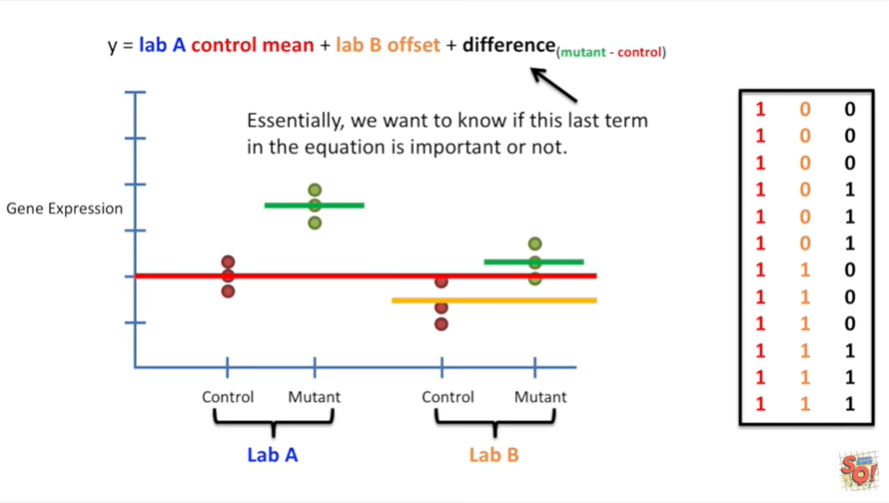 y = lab A control mean + lab B offset + difference(mutant - control)
Essentially, we want to know if this last term
in the equation is important or not.
Gene Expression
Control Mutant Control Mutant
Lab A Lab B
1 0 0
1 0 0
1 0 0
1 0 1
1 0 1
1 0 1
1 1 0
1 1 0
1 1 0
1 1 1
1 1 1
1 1 1
SQ!